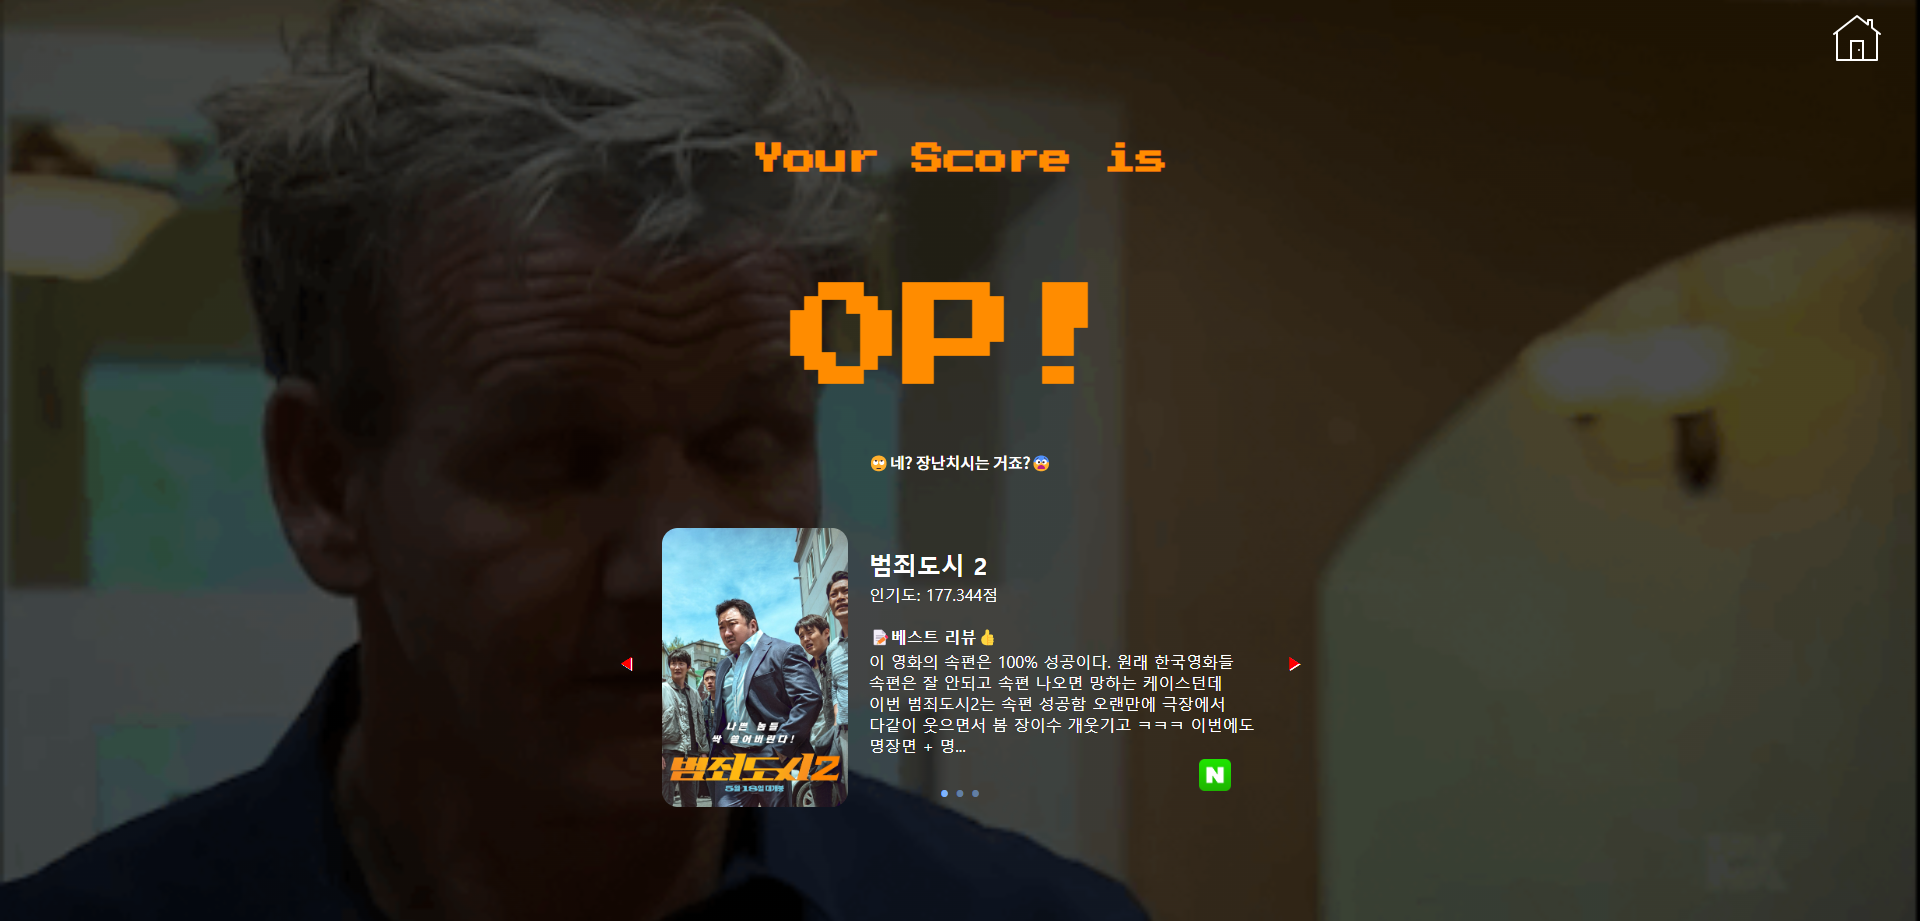 Your Score is
0P!
🙄네? 장난치시는 거죠?😨
범죄도시 2
인기도: 177.344점
📝베스트 리뷰👍
이 영화의 속편은 100% 성공이다. 원래 한국영화들
속편은 잘 안되고 속편 나오면 망하는 케이스던데
이번 범죄도시2는 속편 성공함 오랜만에 극장에서
다같이 웃으면서 봄 장이수 개웃기고 ㅋㅋㅋ 이번에도
명장면 + 명...
나쁜 놈들
싹 쓸어버린다!
범죄도시2
5월 18일 대개봉
N